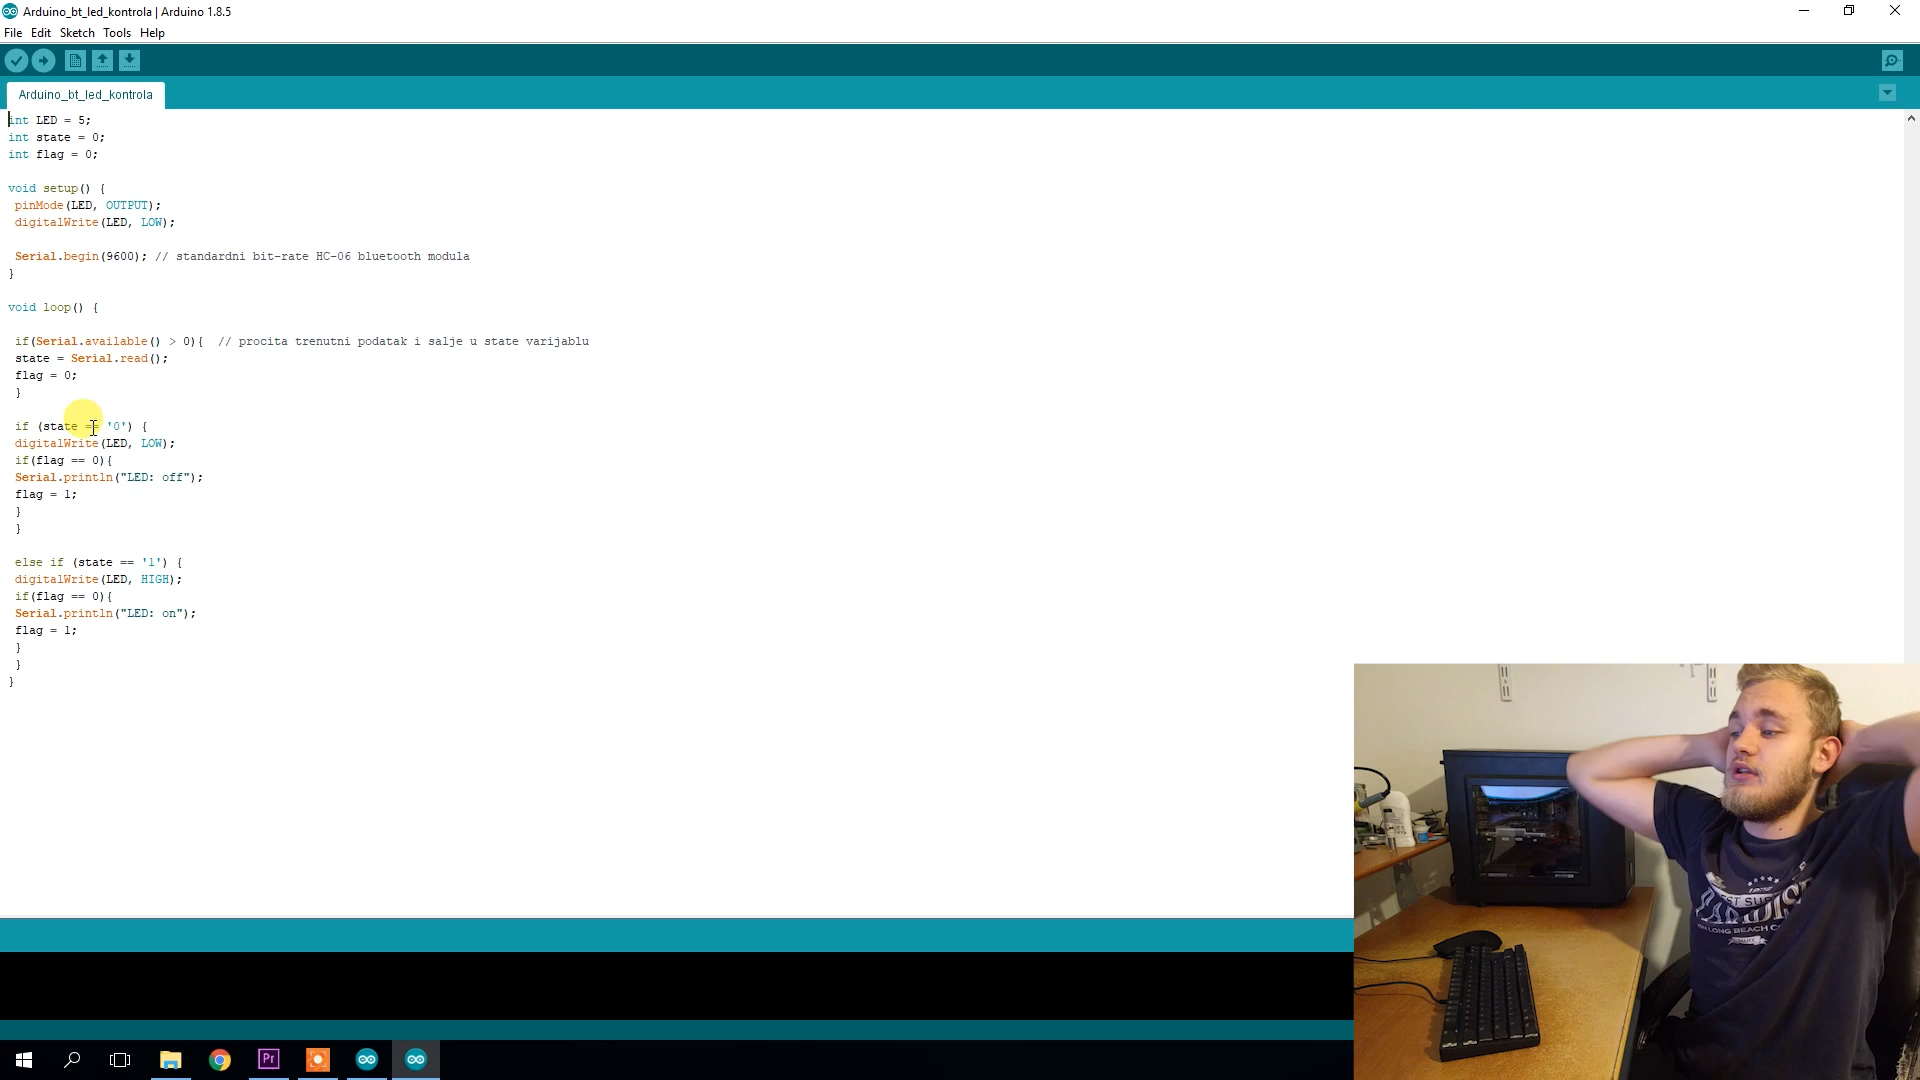 Arduino_bt_led_kontrola | Arduino 1.8.5
File Edit Sketch Tools Help
Arduino_bt_led_kontrola
int LED = 5;
int state = 0;
int flag = 0;
void setup() {
pinMode(LED, OUTPUT);
digitalWrite(LED, LOW);
Serial.begin(9600); // standardni bit-rate HC-06 bluetooth modula
}
void loop() {
if(Serial.available() > 0){ // procita trenutni podatak i salje u state varijablu
state = Serial.read();
flag = 0;
}
if (state == '0') {
digitalWrite(LED, LOW);
if(flag == 0){
Serial.println("LED: off");
flag = 1;
}
}
else if (state == '1') {
digitalWrite(LED, HIGH);
if(flag == 0){
Serial.println("LED: on");
flag = 1;
}
}
}
Pr
LONG BEACH